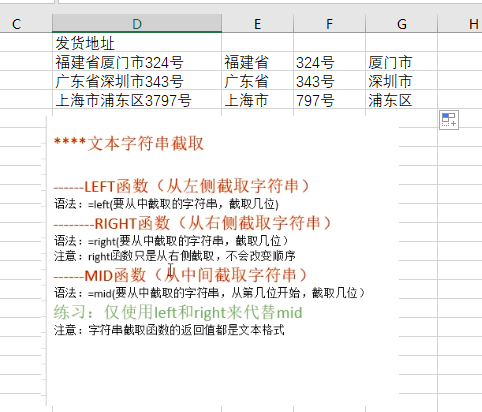 C D E F G H
发货地址
福建省厦门市324号 福建省 324号 厦门市
广东省深圳市343号 广东省 343号 深圳市
上海市浦东区3797号 上海市 797号 浦东区
****文本字符串截取
------LEFT函数（从左侧截取字符串）
语法：=left(要从中截取的字符串，截取几位)
--------RIGHT函数（从右侧截取字符串）
语法：=right(要从中截取的字符串，截取几位）
注意：right函数只是从右侧截取，不会改变顺序
------MID函数（从中间截取字符串）
语法：=mid(要从中截取的字符串，从第几位开始，截取几位）
练习：仅使用left和right来代替mid
注意：字符串截取函数的返回值都是文本格式